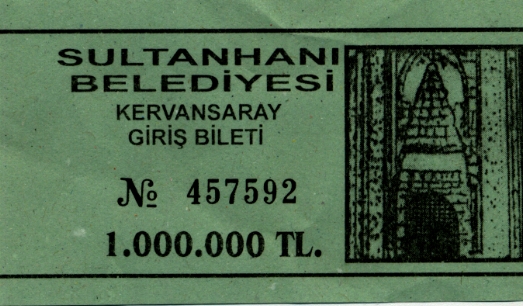 SULTANHANI
BELEDİYESİ
KERVANSARAY
GİRİŞ BİLETİ
№ 457592
1.000.000 TL.